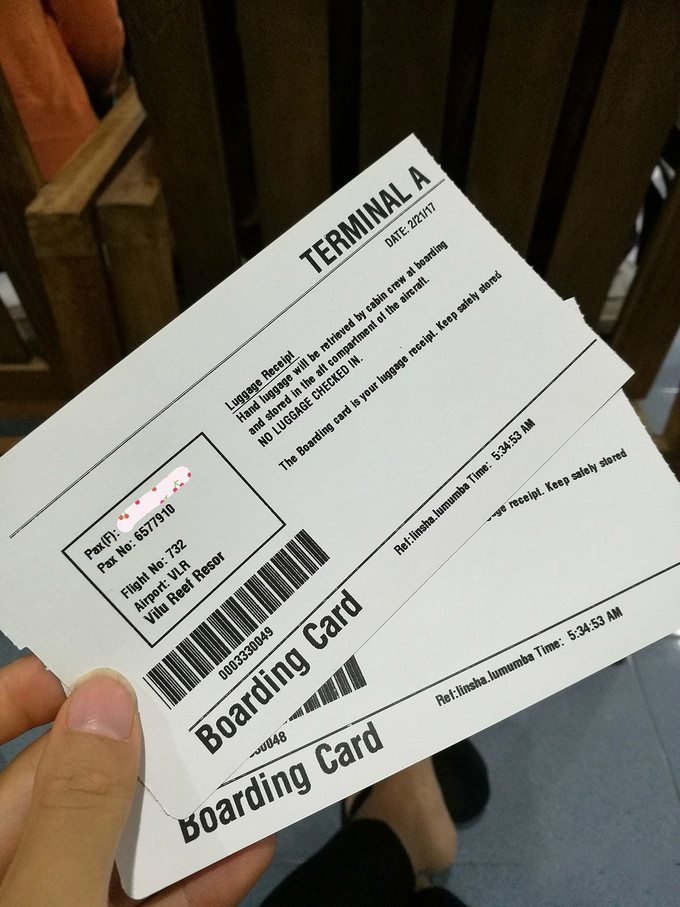 TERMINAL A
DATE: 2/21/17
Luggage Receipt
Hand luggage will be retrieved by cabin crew at boarding
and stored in the aft compartment of the aircraft.
NO LUGGAGE CHECKED IN.
The Boarding card is your luggage receipt. Keep safely stored
Pax(F):
Pax No: 6577910
Flight No: 732
Airport: VLR
Vilu Reef Resor
0003330049
Boarding Card
Ref:linsha.lumumba Time: 5:34:53 AM
receipt. Keep safely stored
0048
Boarding Card
Ref:linsha.lumumba Time: 5:34:53 AM